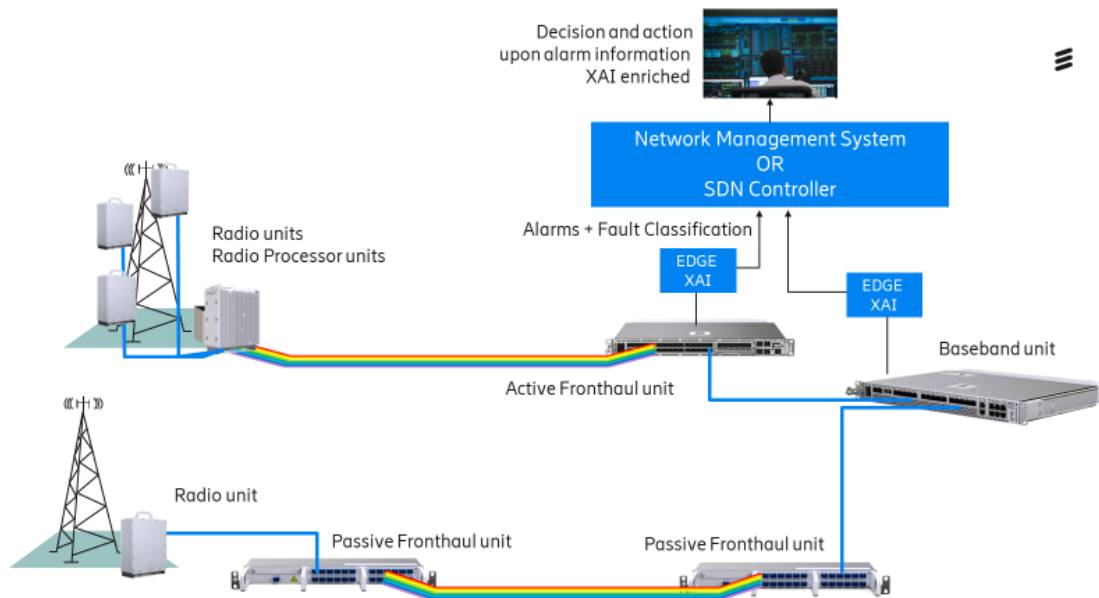 Decision and action
upon alarm information
XAI enriched
Network Management System
OR
SDN Controller
Alarms + Fault Classification
Radio units
Radio Processor units
EDGE
XAI
EDGE
XAI
Baseband unit
Active Fronthaul unit
Radio unit
Passive Fronthaul unit
Passive Fronthaul unit